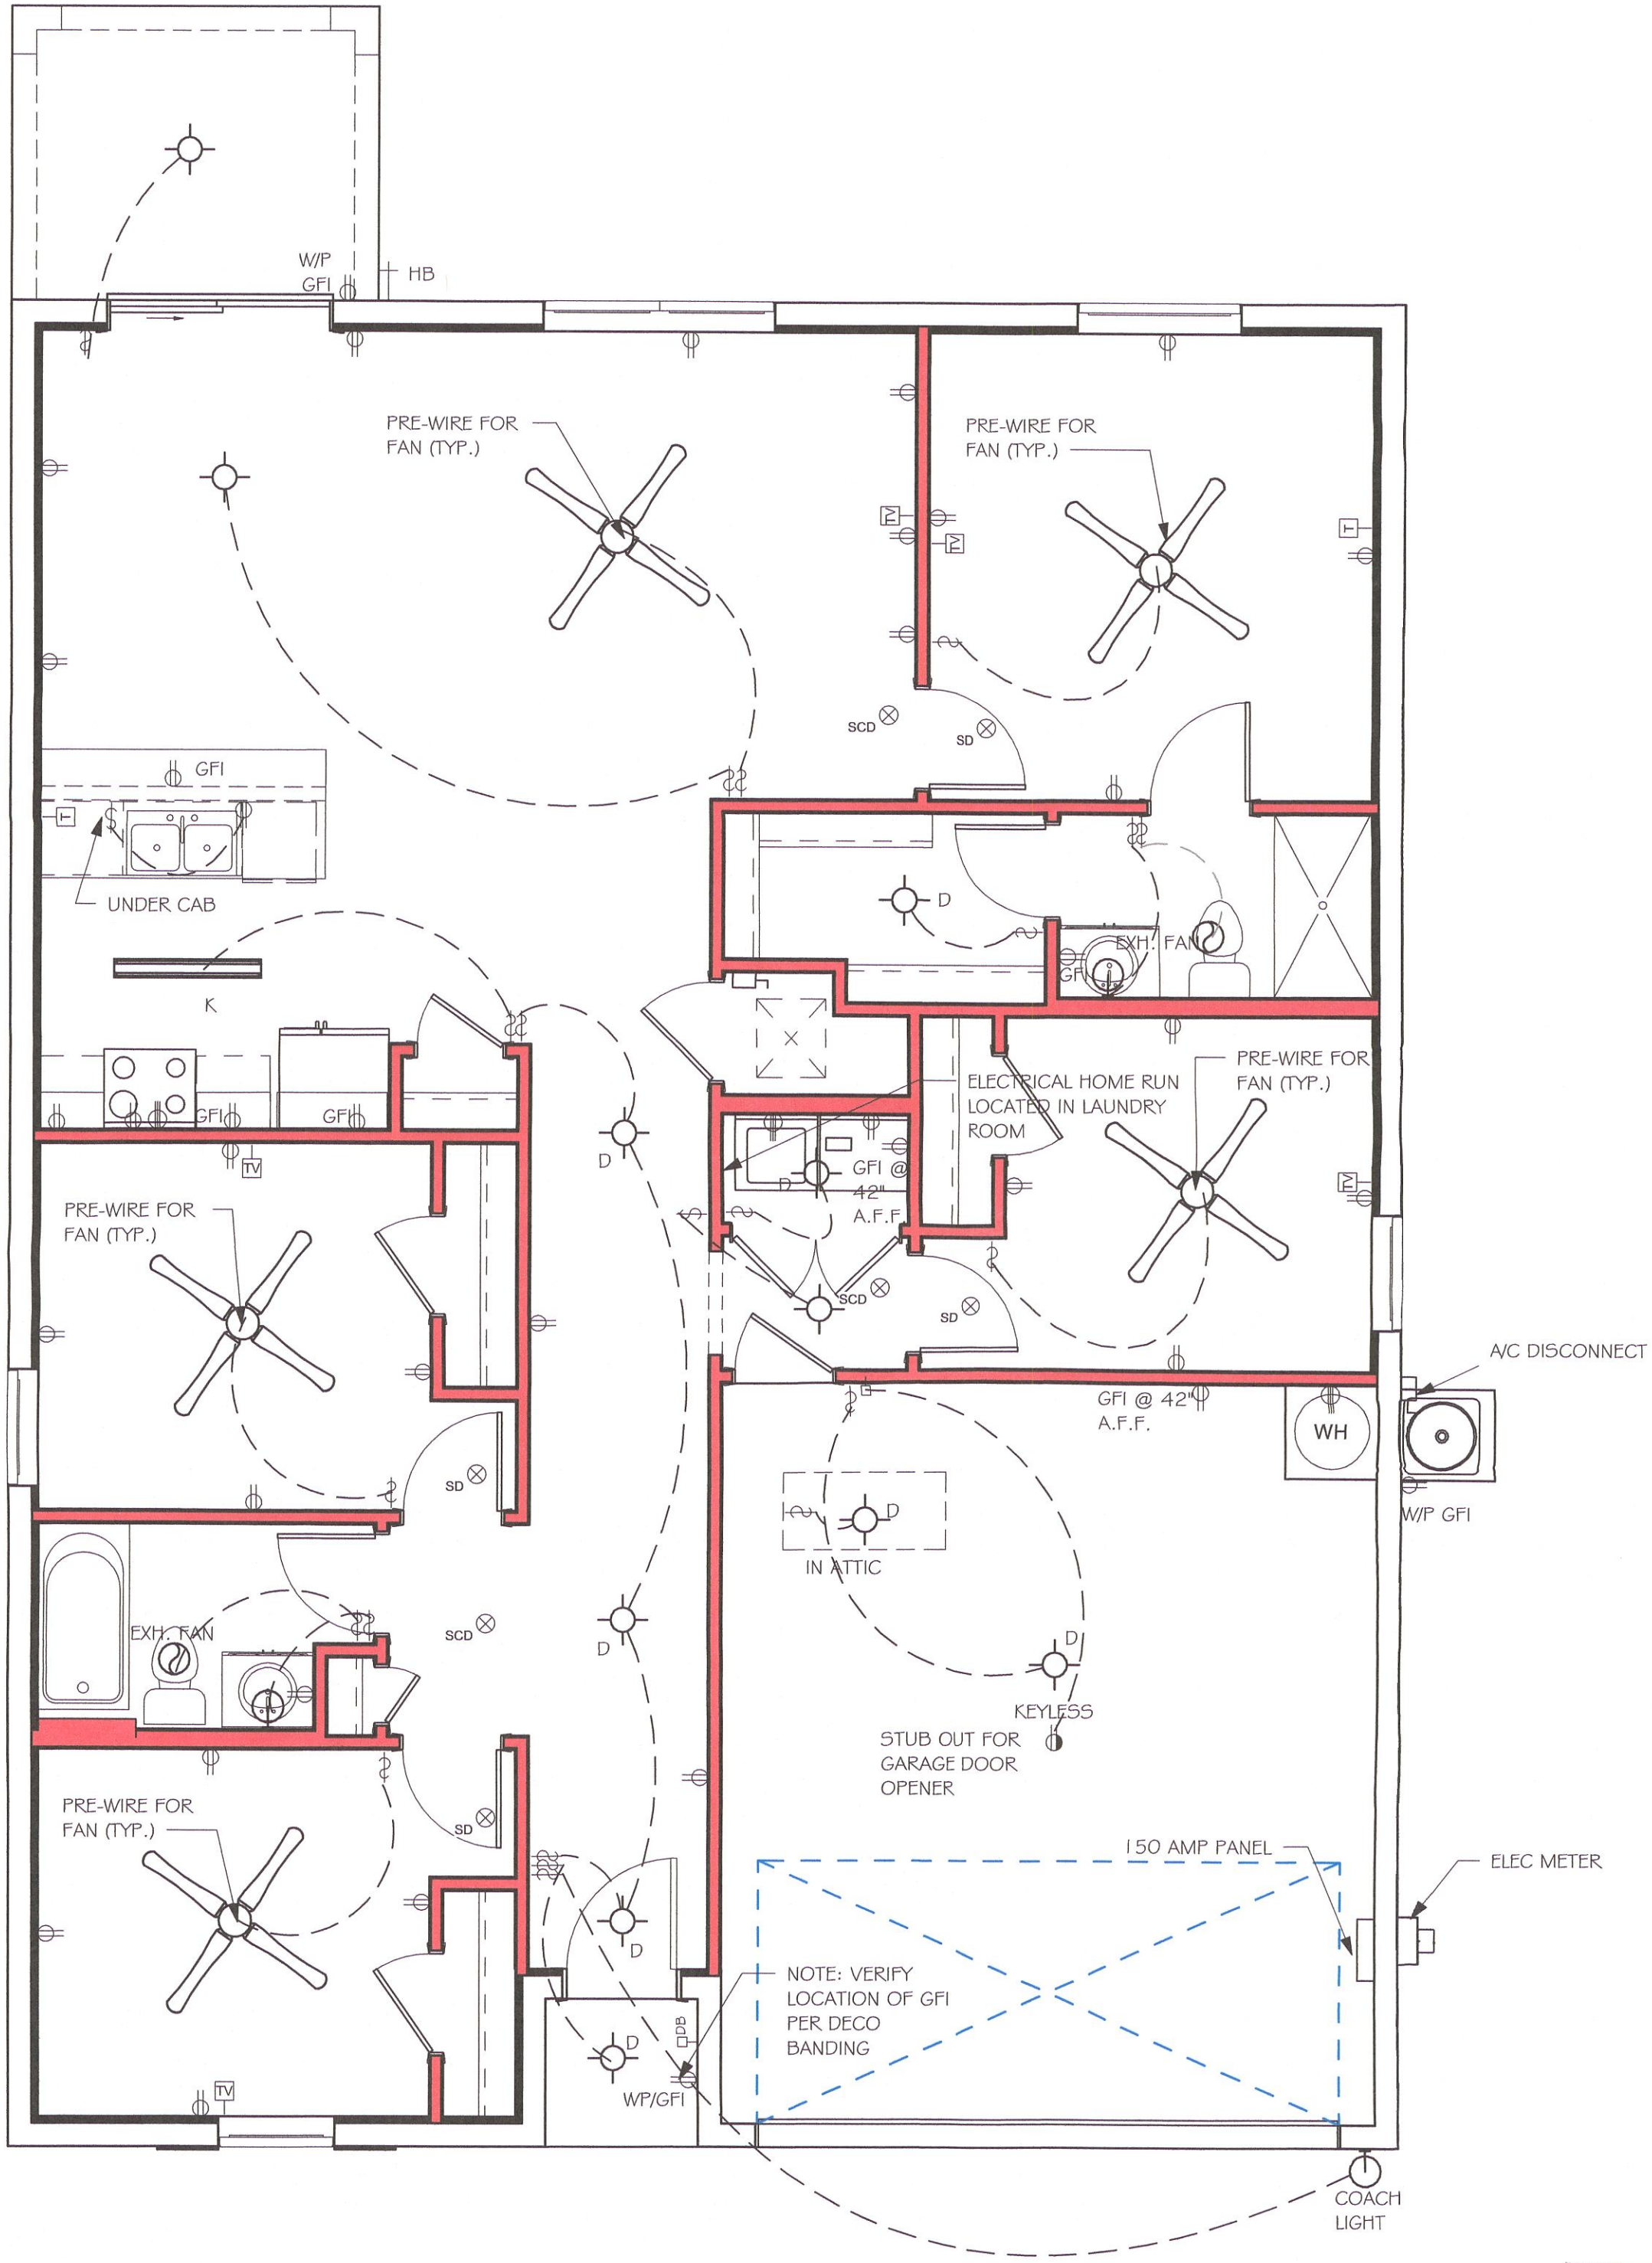 W/P
GFI
HB
PRE-WIRE FOR
FAN (TYP.)
PRE-WIRE FOR
FAN (TYP.)
TV
TV
T
SCD
SD
GFI
T
UNDER CAB
D
EXH. FAN
GFI
K
PRE-WIRE FOR
FAN (TYP.)
ELECTRICAL HOME RUN
LOCATED IN LAUNDRY
ROOM
GFI
GFI
D
TV
D
GFI @
42"
A.F.F.
TV
PRE-WIRE FOR
FAN (TYP.)
SCD
SD
A/C DISCONNECT
GFI @ 42"
A.F.F.
WH
SD
W/P GFI
D
IN ATTIC
EXH. FAN
SCD
D
D
KEYLESS
STUB OUT FOR
GARAGE DOOR
OPENER
PRE-WIRE FOR
FAN (TYP.)
SD
150 AMP PANEL
ELEC METER
D
NOTE: VERIFY
LOCATION OF GFI
PER DECO
BANDING
DB
D
WP/GFI
TV
COACH
LIGHT